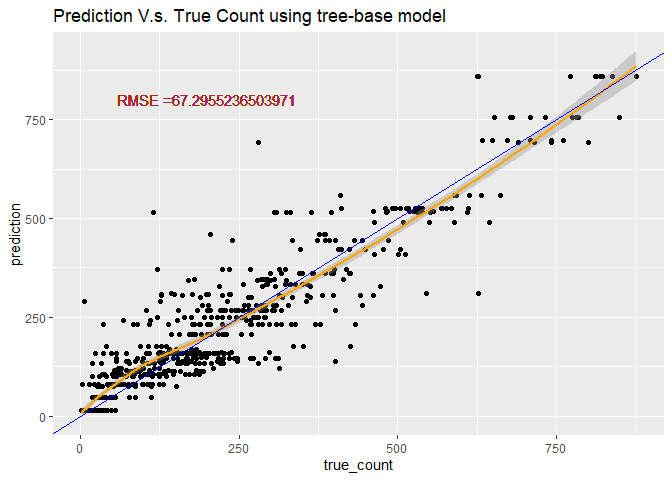 Prediction V.s. True Count using tree-base model
RMSE =67.2955236503971
750
500
250
0
prediction
0
250
500
750
true_count